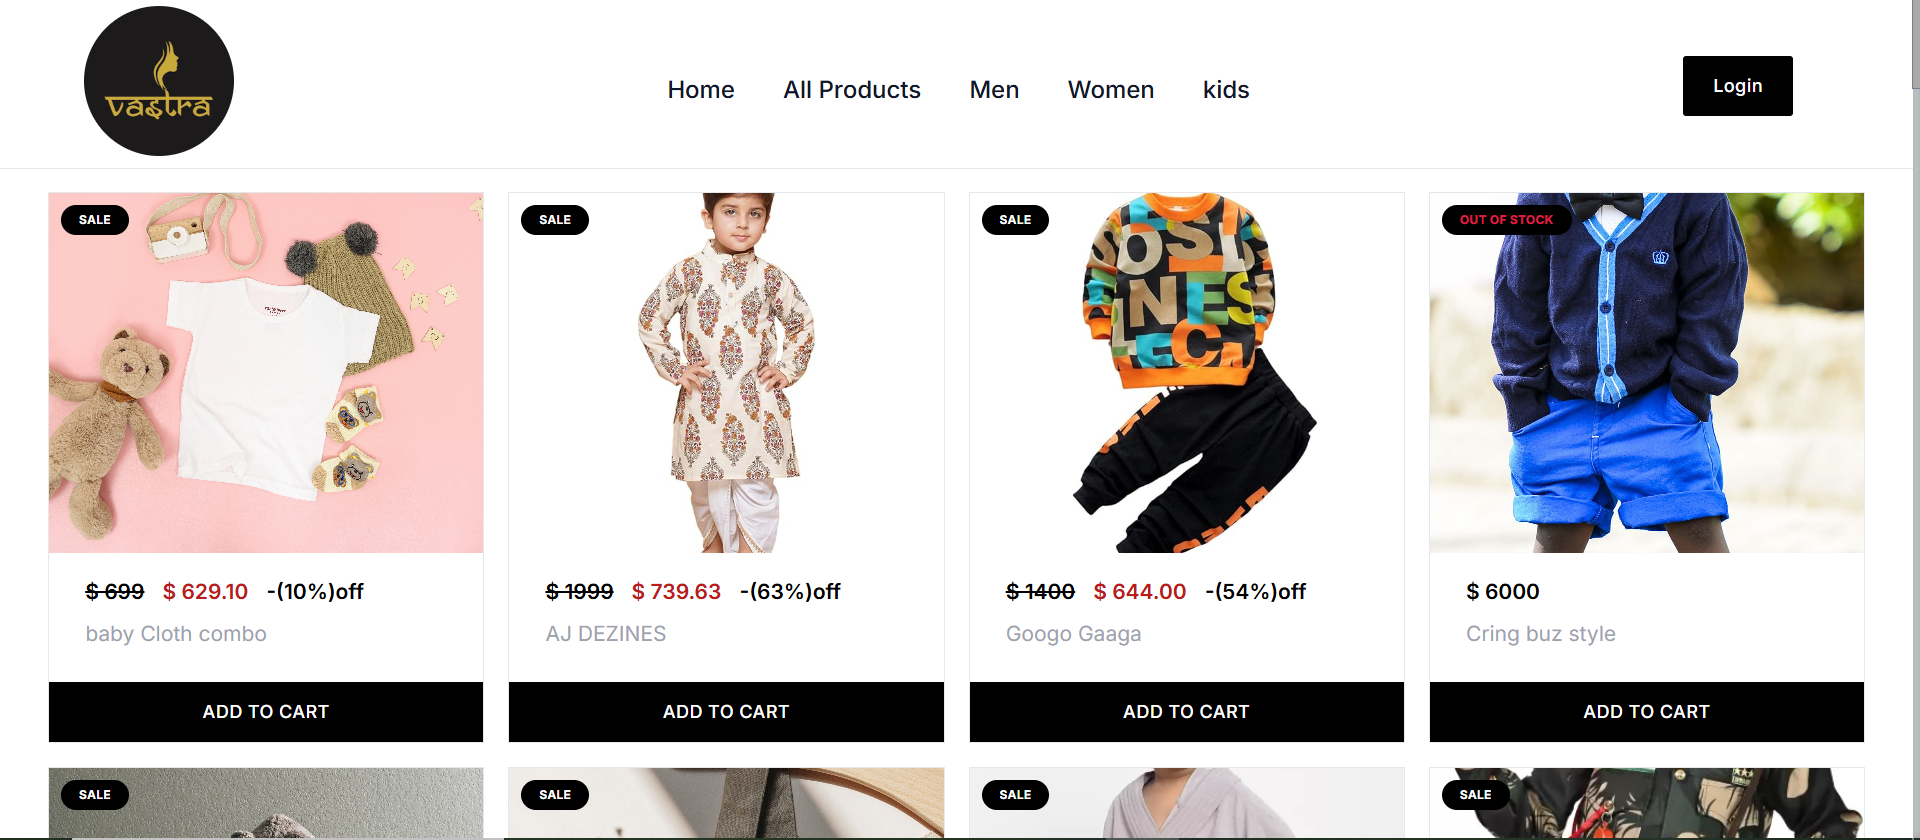 vastra
Home
All Products
Men
Women
kids
Login
SALE
SALE
SALE
OUT OF STOCK
$ 699 $ 629.10 -(10%)off
baby Cloth combo
ADD TO CART
$ 1999 $ 739.63 -(63%)off
AJ DEZINES
ADD TO CART
$ 1400 $ 644.00 -(54%)off
Googo Gaaga
ADD TO CART
$ 6000
Cring buz style
ADD TO CART
SALE
SALE
SALE
SALE